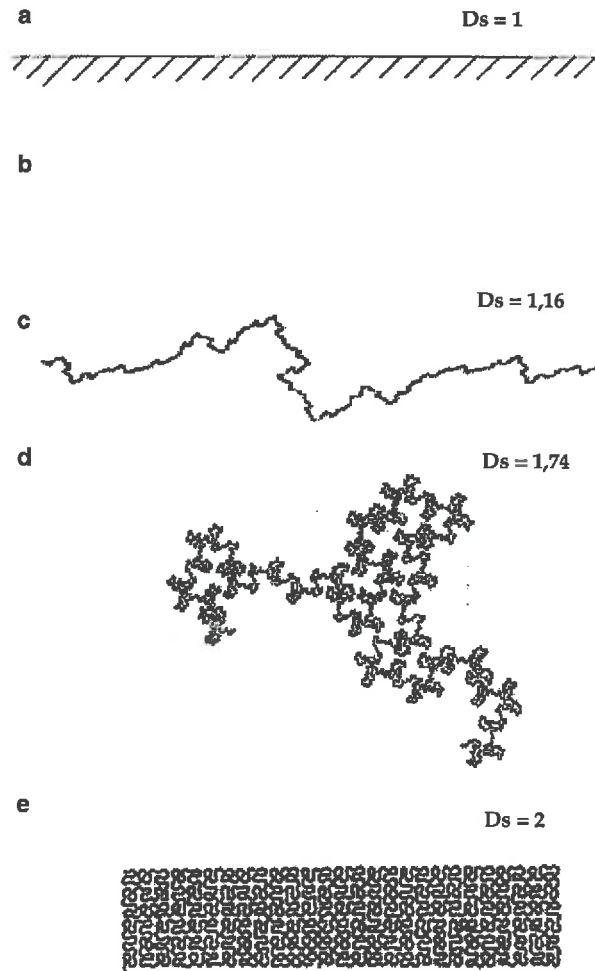 a
Ds = 1
b
Ds = 1,16
c
d
Ds = 1,74
e
Ds = 2